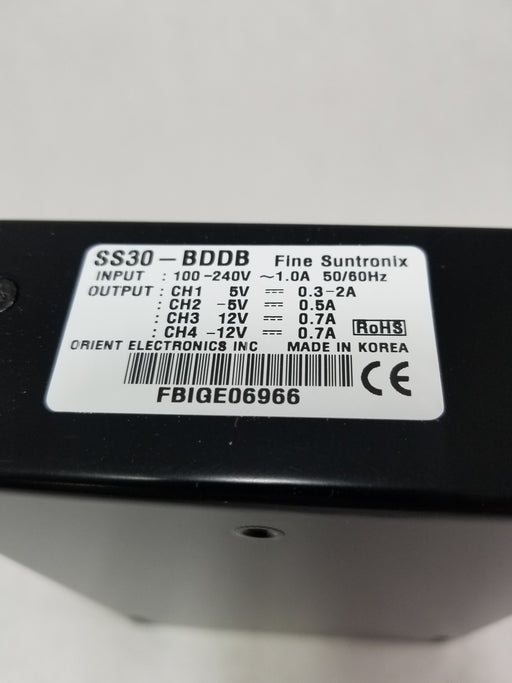 SS30-BDDB Fine Suntronix
INPUT : 100-240V ~1.0A 50/60Hz
OUTPUT : CH1 5V ⎓ 0.3-2A
: CH2 -5V ⎓ 0.5A
: CH3 12V ⎓ 0.7A
: CH4 -12V ⎓ 0.7A RoHS
ORIENT ELECTRONICS INC MADE IN KOREA
CE
FBIGE06966